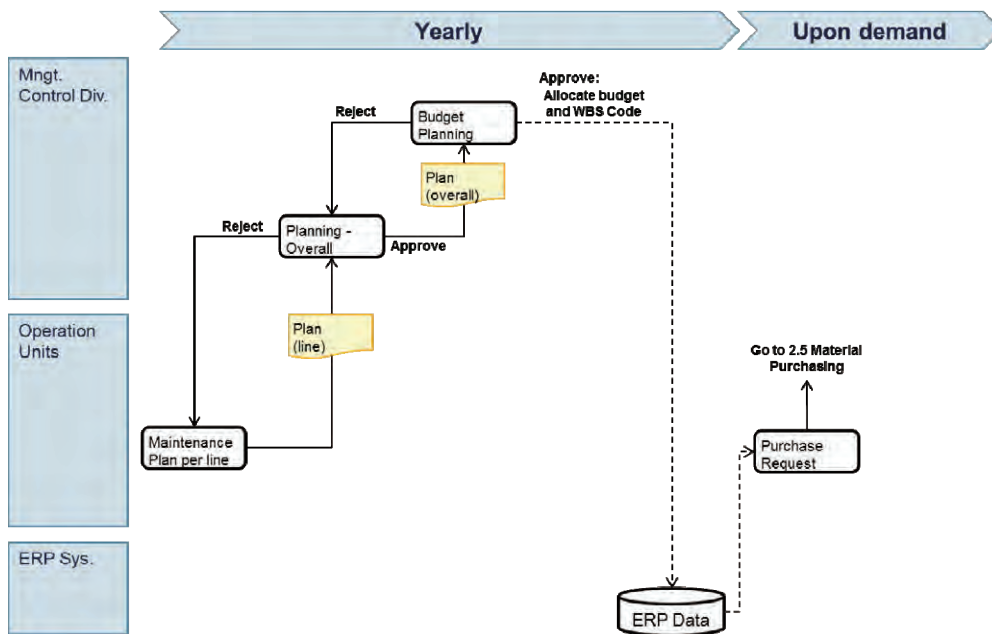 Yearly
Upon demand
Mngt.
Control Div.
Approve:
Allocate budget
and WBS Code
Reject
Budget
Planning
Plan
(overall)
Reject
Planning -
Overall
Approve
Operation
Units
Plan
(line)
Go to 2.5 Material
Purchasing
Maintenance
Plan per line
Purchase
Request
ERP Sys.
ERP Data